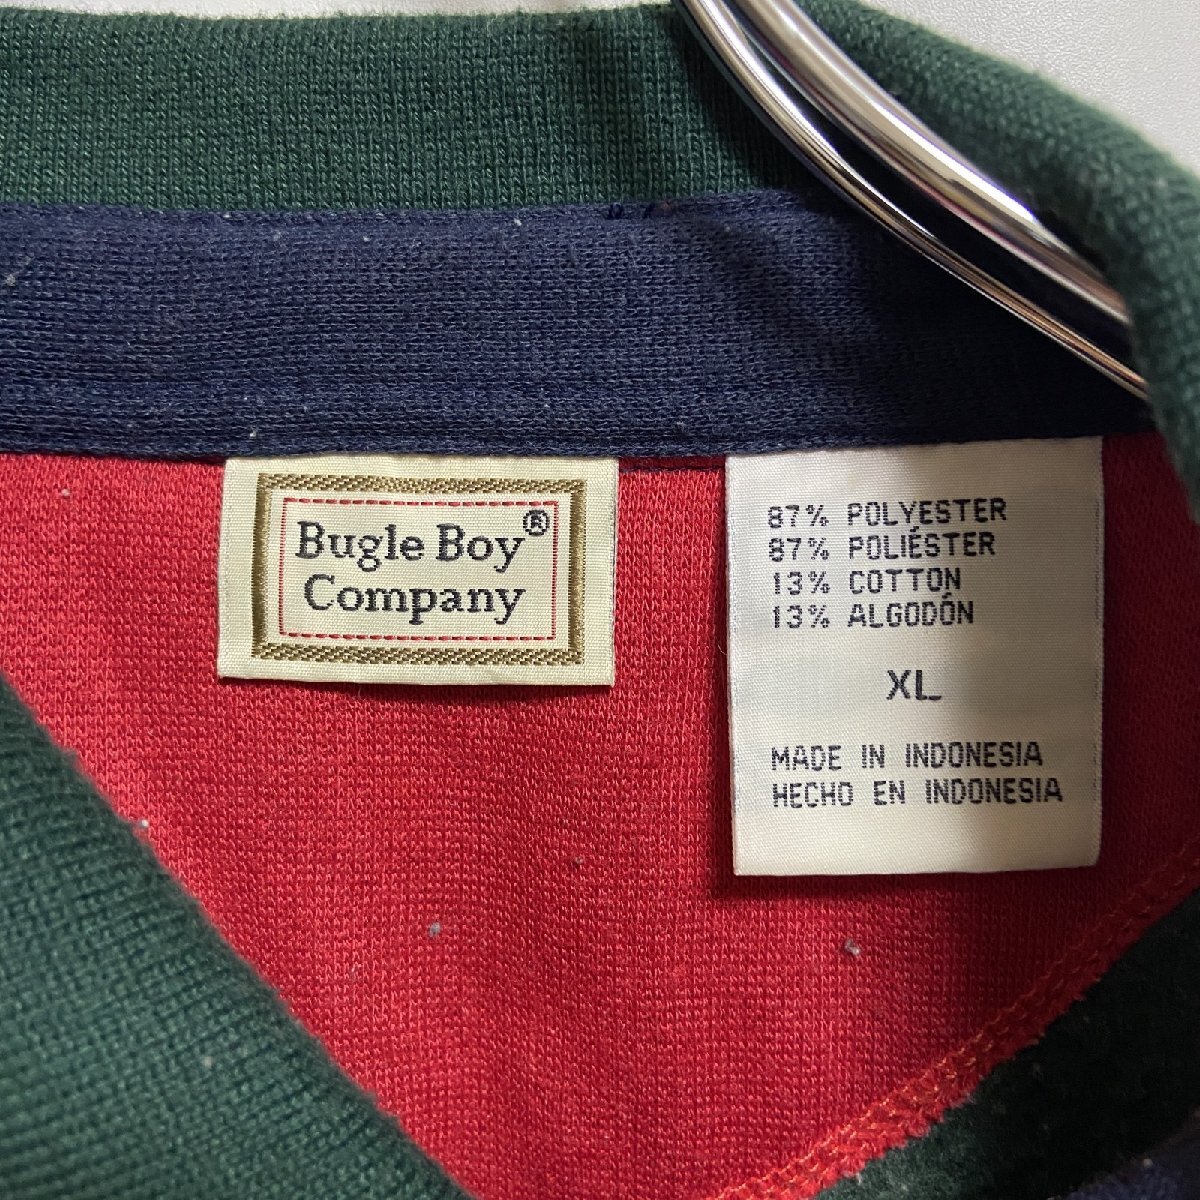 Bugle Boy®
Company
87% POLYESTER
87% POLIÉSTER
13% COTTON
13% ALGODÓN
XL
MADE IN INDONESIA
HECHO EN INDONESIA